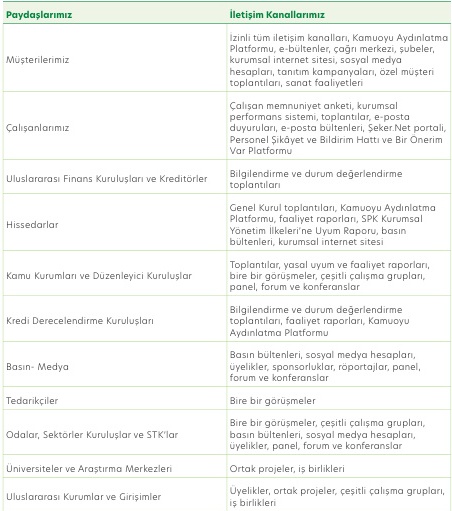 Paydaşlarımız
İletişim Kanallarımız
Müşterilerimiz
İzinli tüm iletişim kanalları, Kamuoyu Aydınlatma
Platformu, e-bültenler, çağrı merkezi, şubeler,
kurumsal internet sitesi, sosyal medya
hesapları, tanıtım kampanyaları, özel müşteri
toplantıları, sanat faaliyetleri
Çalışanlarımız
Çalışan memnuniyet anketi, kurumsal
performans sistemi, toplantılar, e-posta
duyuruları, e-posta bültenleri, Şeker.Net portali,
Personel Şikâyet ve Bildirim Hattı ve Bir Önerim
Var Platformu
Uluslararası Finans Kuruluşları ve Kreditörler
Bilgilendirme ve durum değerlendirme
toplantıları
Hissedarlar
Genel Kurul toplantıları, Kamuoyu Aydınlatma
Platformu, faaliyet raporları, SPK Kurumsal
Yönetim İlkeleri'ne Uyum Raporu, basın
bültenleri, kurumsal internet sitesi
Kamu Kurumları ve Düzenleyici Kuruluşlar
Toplantılar, yasal uyum ve faaliyet raporları,
bire bir görüşmeler, çeşitli çalışma grupları,
panel, forum ve konferanslar
Kredi Derecelendirme Kuruluşları
Bilgilendirme ve durum değerlendirme
toplantıları, faaliyet raporları, Kamuoyu
Aydınlatma Platformu
Basın- Medya
Basın bültenleri, sosyal medya hesapları,
üyelikler, sponsorluklar, röportajlar, panel,
forum ve konferanslar
Tedarikçiler
Bire bir görüşmeler
Odalar, Sektörler Kuruluşlar ve STK'lar
Bire bir görüşmeler, çeşitli çalışma grupları,
basın bültenleri, sosyal medya hesapları,
üyelikler, panel, forum ve konferanslar
Üniversiteler ve Araştırma Merkezleri
Ortak projeler, iş birlikleri
Uluslararası Kurumlar ve Girişimler
Üyelikler, ortak projeler, çeşitli çalışma grupları,
iş birlikleri